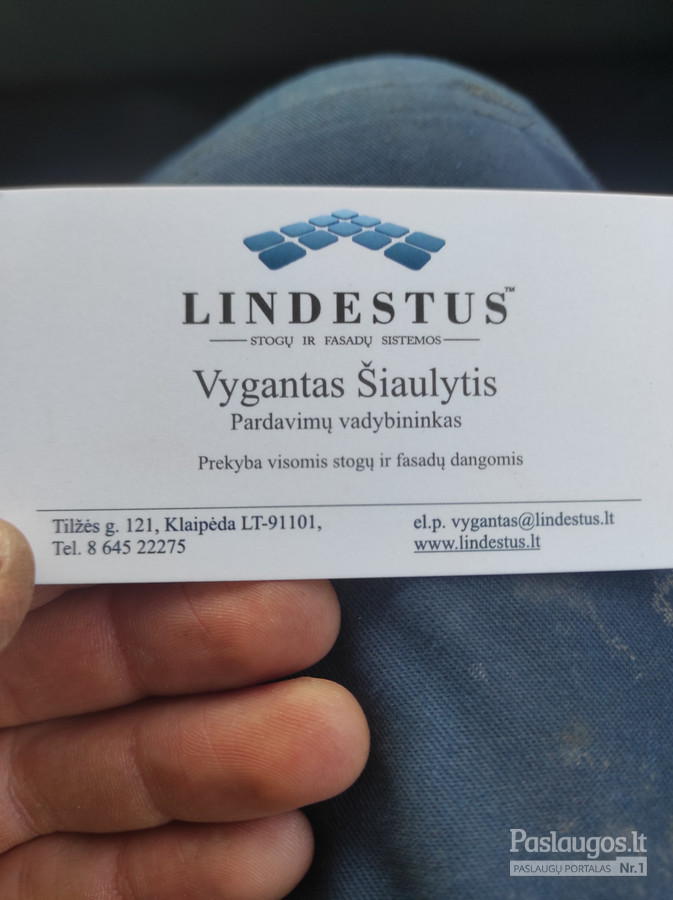 LINDESTUS™
STOGŲ IR FASADŲ SISTEMOS
Vygantas Šiaulytis
Pardavimų vadybininkas
Prekyba visomis stogų ir fasadų dangomis
Tilžės g. 121, Klaipėda LT-91101,
Tel. 8 645 22275
el.p. vygantas@lindestus.lt
www.lindestus.lt
Paslaugos.lt
PASLAUGŲ PORTALAS Nr.1